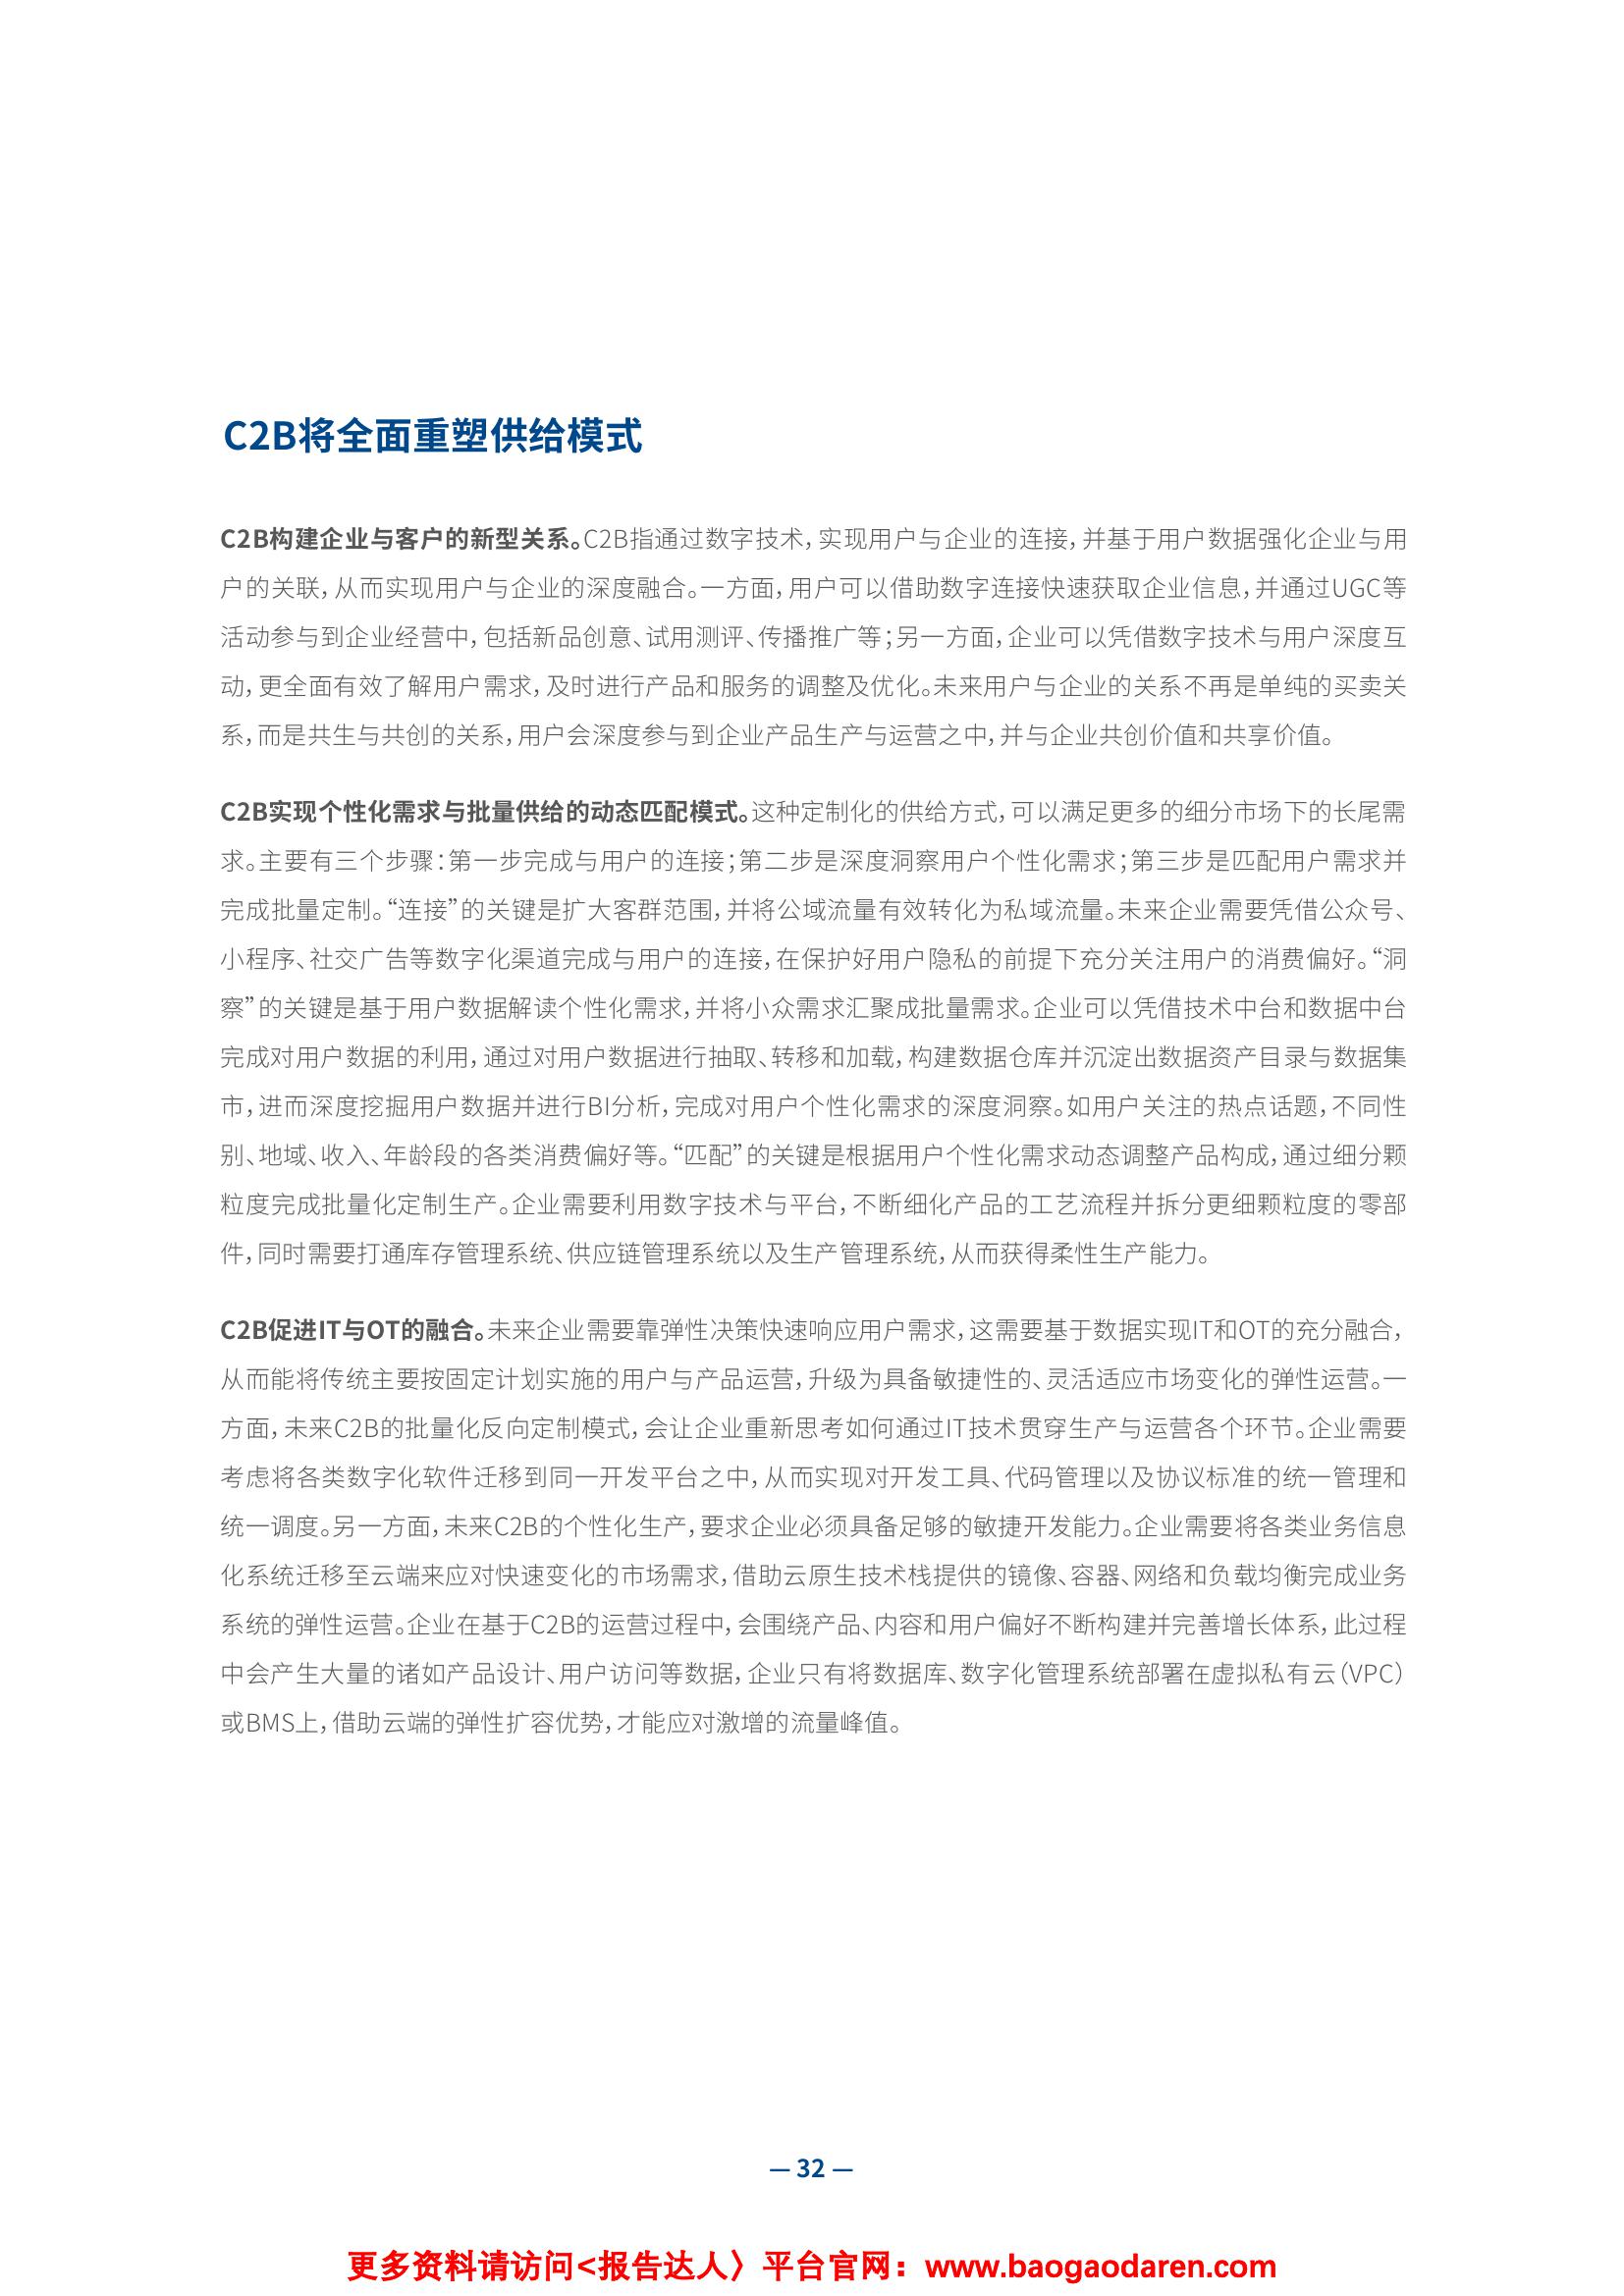 C2B将全面重塑供给模式
C2B构建企业与客户的新型关系。C2B指通过数字技术，实现用户与企业的连接，并基于用户数据强化企业与用
户的关联，从而实现用户与企业的深度融合。一方面，用户可以借助数字连接快速获取企业信息，并通过UGC等
活动参与到企业经营中，包括新品创意、试用测评、传播推广等；另一方面，企业可以凭借数字技术与用户深度互
动，更全面有效了解用户需求，及时进行产品和服务的调整及优化。未来用户与企业的关系不再是单纯的买卖关
系，而是共生与共创的关系，用户会深度参与到企业产品生产与运营之中，并与企业共创价值和共享价值。
C2B实现个性化需求与批量供给的动态匹配模式。这种定制化的供给方式，可以满足更多的细分市场下的长尾需
求。主要有三个步骤：第一步完成与用户的连接；第二步是深度洞察用户个性化需求；第三步是匹配用户需求并
完成批量定制。“连接”的关键是扩大客群范围，并将公域流量有效转化为私域流量。未来企业需要凭借公众号、
小程序、社交广告等数字化渠道完成与用户的连接，在保护好用户隐私的前提下充分关注用户的消费偏好。“洞
察”的关键是基于用户数据解读个性化需求，并将小众需求汇聚成批量需求。企业可以凭借技术中台和数据中台
完成对用户数据的利用，通过对用户数据进行抽取、转移和加载，构建数据仓库并沉淀出数据资产目录与数据集
市，进而深度挖掘用户数据并进行BI分析，完成对用户个性化需求的深度洞察。如用户关注的热点话题，不同性
别、地域、收入、年龄段的各类消费偏好等。“匹配”的关键是根据用户个性化需求动态调整产品构成，通过细分颗
粒度完成批量化定制生产。企业需要利用数字技术与平台，不断细化产品的工艺流程并拆分更细颗粒度的零部
件，同时需要打通库存管理系统、供应链管理系统以及生产管理系统，从而获得柔性生产能力。
C2B促进IT与OT的融合。未来企业需要靠弹性决策快速响应用户需求，这需要基于数据实现IT和OT的充分融合，
从而能将传统主要按固定计划实施的用户与产品运营，升级为具备敏捷性的、灵活适应市场变化的弹性运营。一
方面，未来C2B的批量化反向定制模式，会让企业重新思考如何通过IT技术贯穿生产与运营各个环节。企业需要
考虑将各类数字化软件迁移到同一开发平台之中，从而实现对开发工具、代码管理以及协议标准的统一管理和
统一调度。另一方面，未来C2B的个性化生产，要求企业必须具备足够的敏捷开发能力。企业需要将各类业务信息
化系统迁移至云端来应对快速变化的市场需求，借助云原生技术栈提供的镜像、容器、网络和负载均衡完成业务
系统的弹性运营。企业在基于C2B的运营过程中，会围绕产品、内容和用户偏好不断构建并完善增长体系，此过程
中会产生大量的诸如产品设计、用户访问等数据，企业只有将数据库、数字化管理系统部署在虚拟私有云（VPC）
或BMS上，借助云端的弹性扩容优势，才能应对激增的流量峰值。
— 32 —
更多资料请访问<报告达人〉平台官网：www.baogaodaren.com